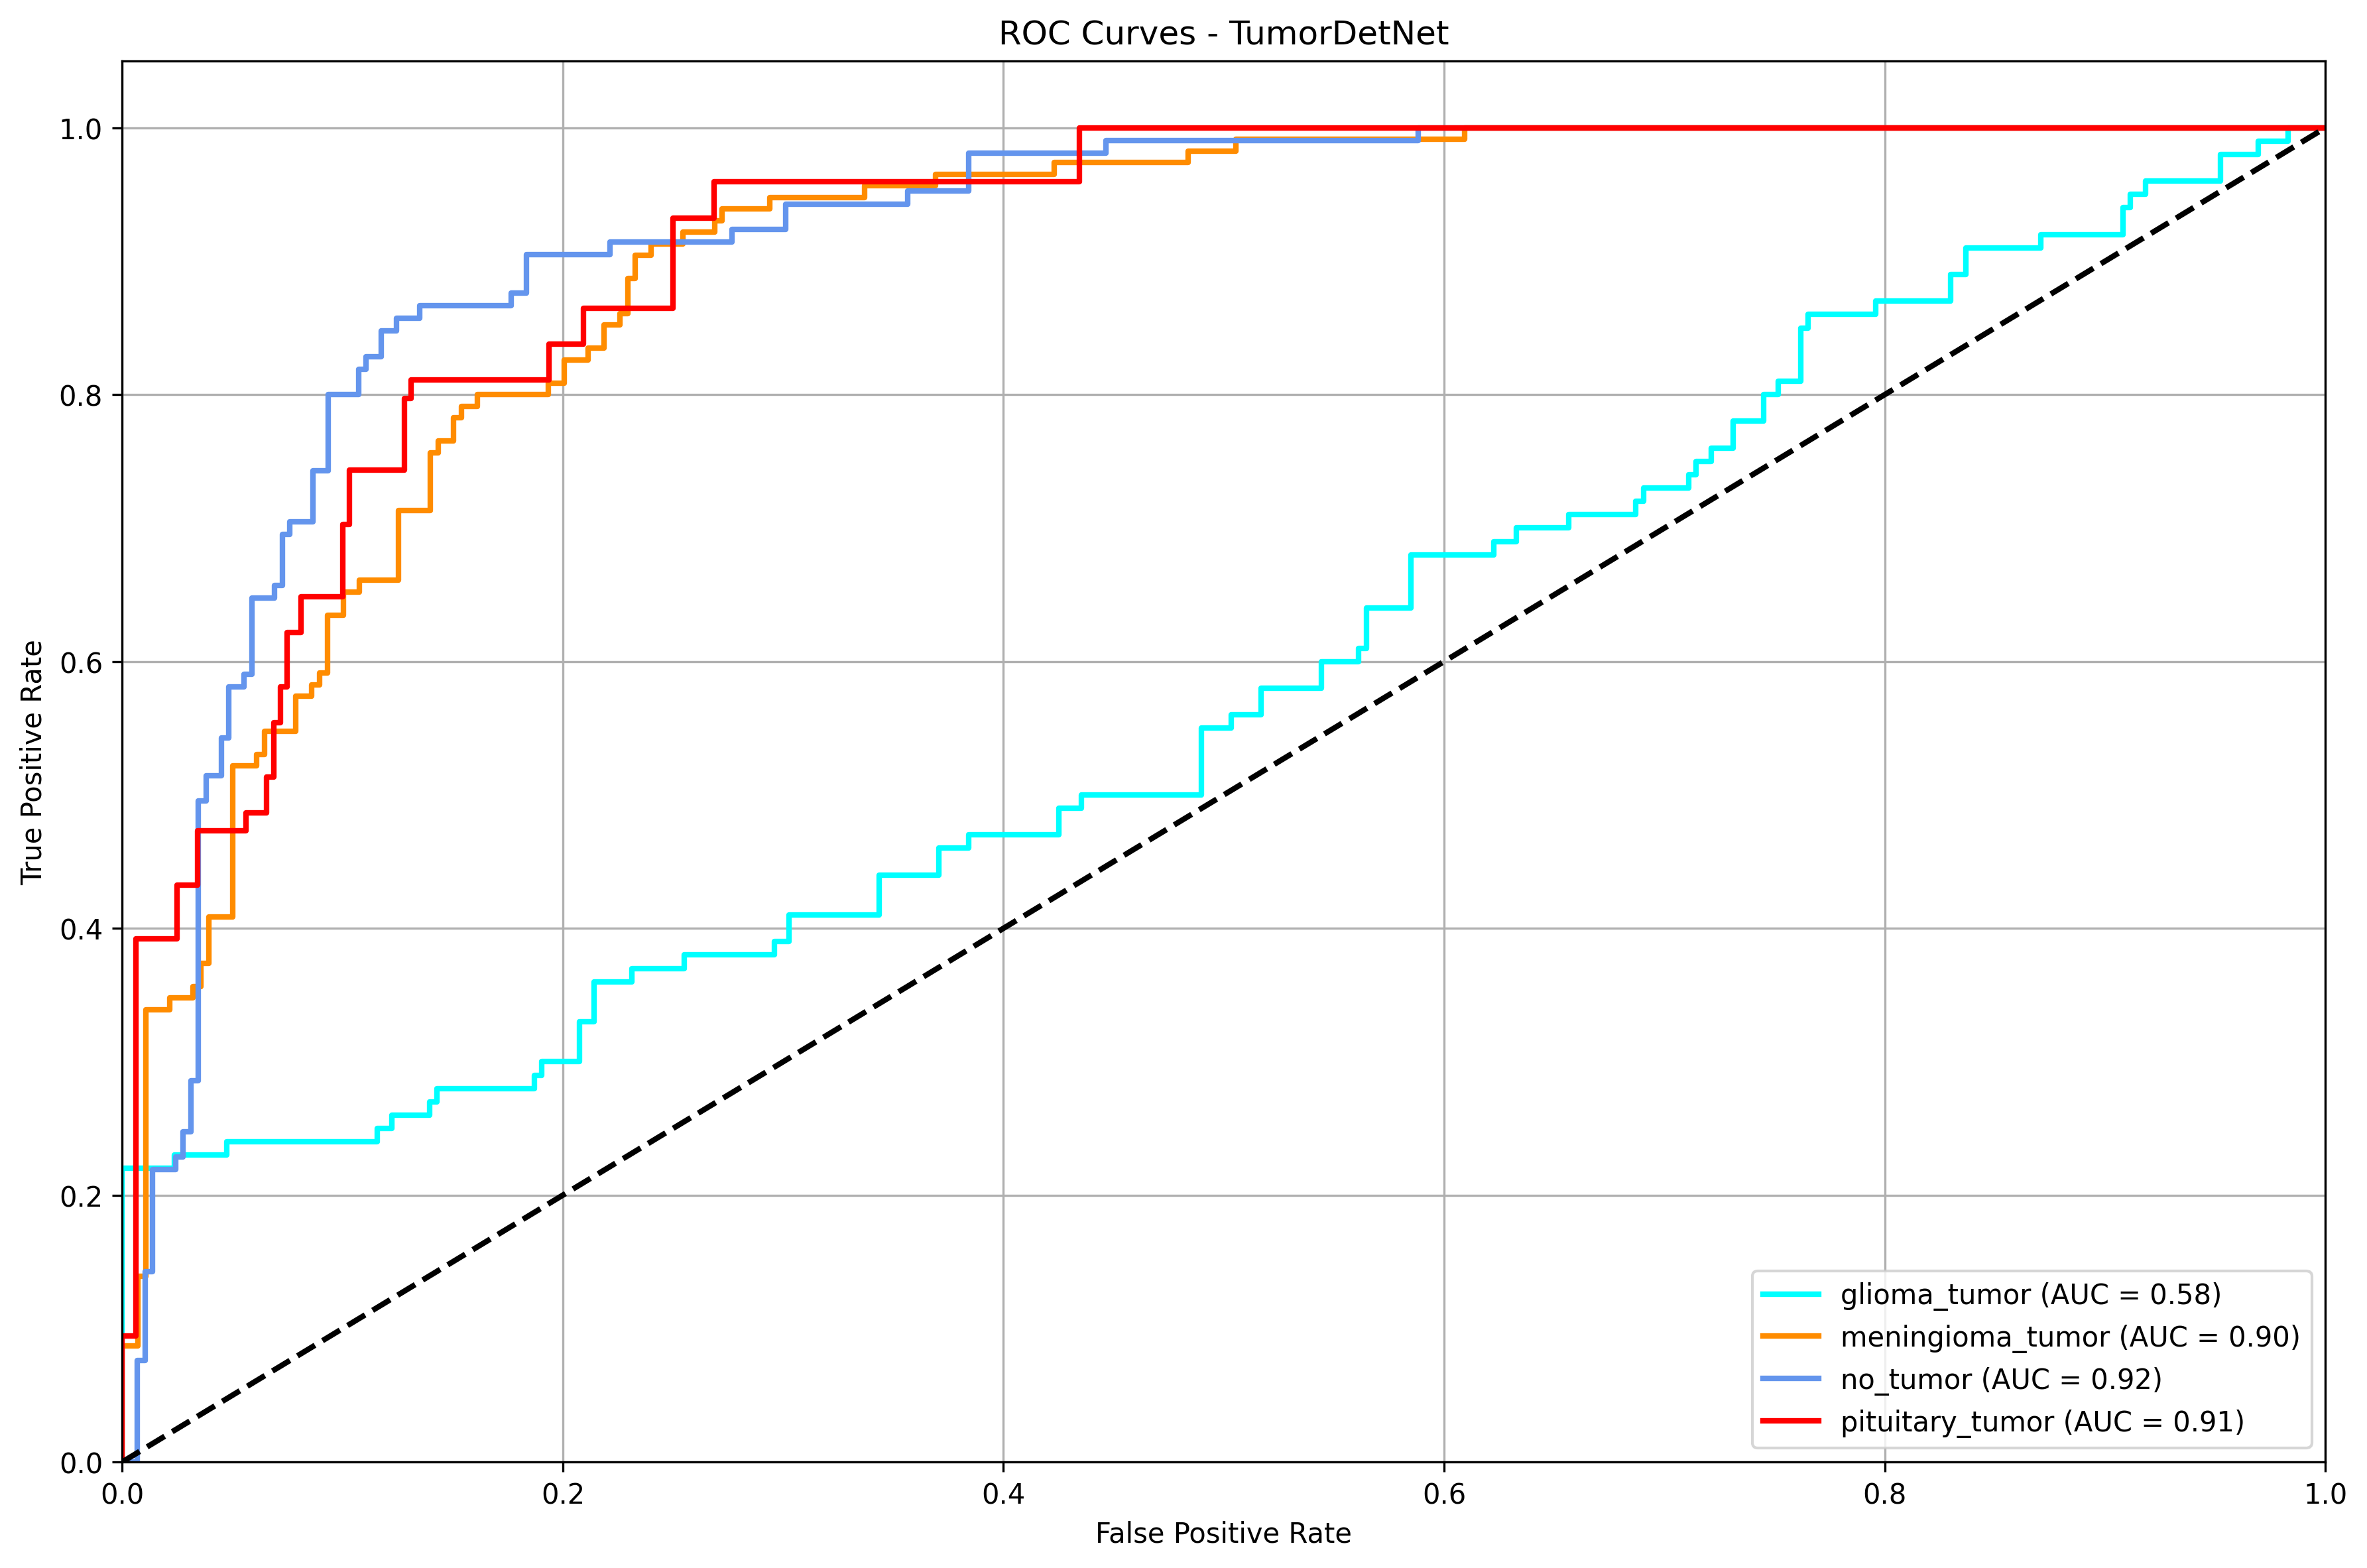 ROC Curves - TumorDetNet
True Positive Rate
1.0
0.8
0.6
0.4
0.2
0.0
0.0 0.2 0.4 0.6 0.8 1.0
False Positive Rate
glioma_tumor (AUC = 0.58)
meningioma_tumor (AUC = 0.90)
no_tumor (AUC = 0.92)
pituitary_tumor (AUC = 0.91)